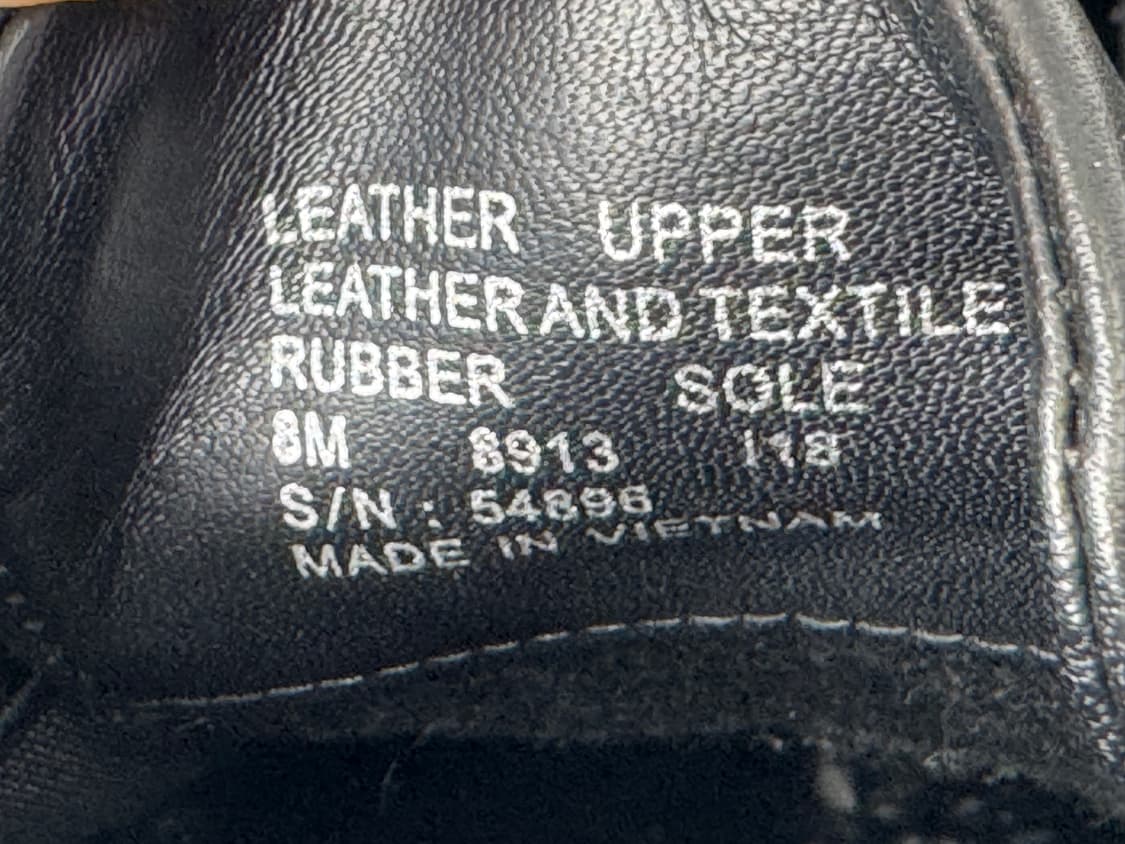 LEATHER UPPER
LEATHER AND TEXTILE
RUBBER SOLE
8M 8913
S/N : 54896
MADE IN VIETNAM